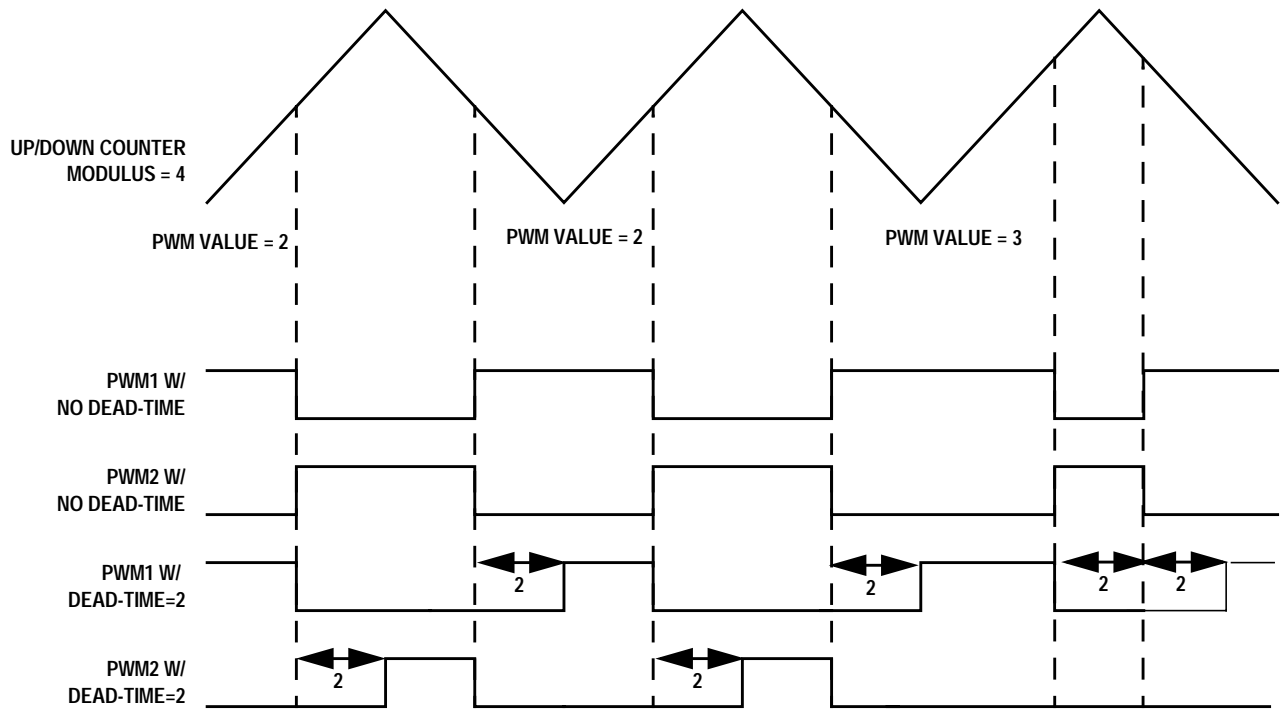 UP/DOWN COUNTER
MODULUS = 4
PWM VALUE = 2
PWM VALUE = 2
PWM VALUE = 3
PWM1 W/
NO DEAD-TIME
PWM2 W/
NO DEAD-TIME
PWM1 W/
DEAD-TIME=2
2
2
2
2
PWM2 W/
DEAD-TIME=2
2
2